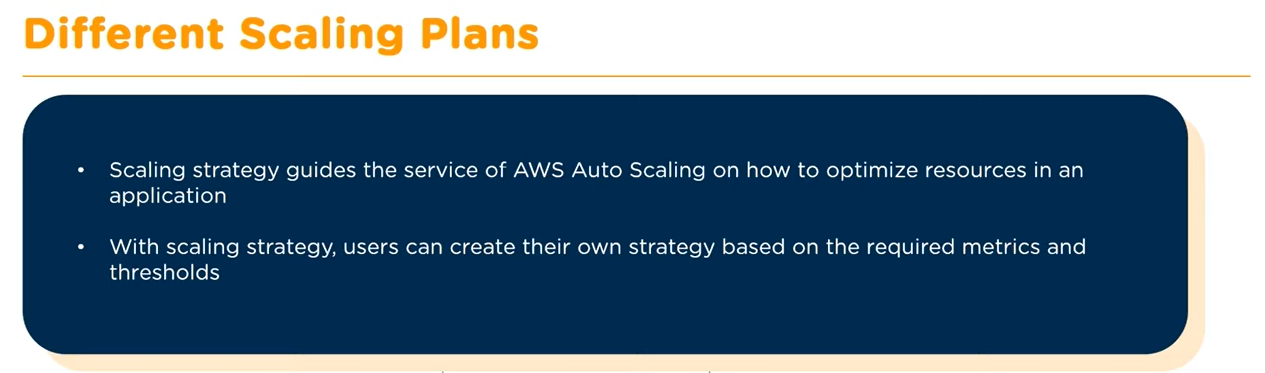 Different Scaling Plans
• Scaling strategy guides the service of AWS Auto Scaling on how to optimize resources in an
application
• With scaling strategy, users can create their own strategy based on the required metrics and
thresholds